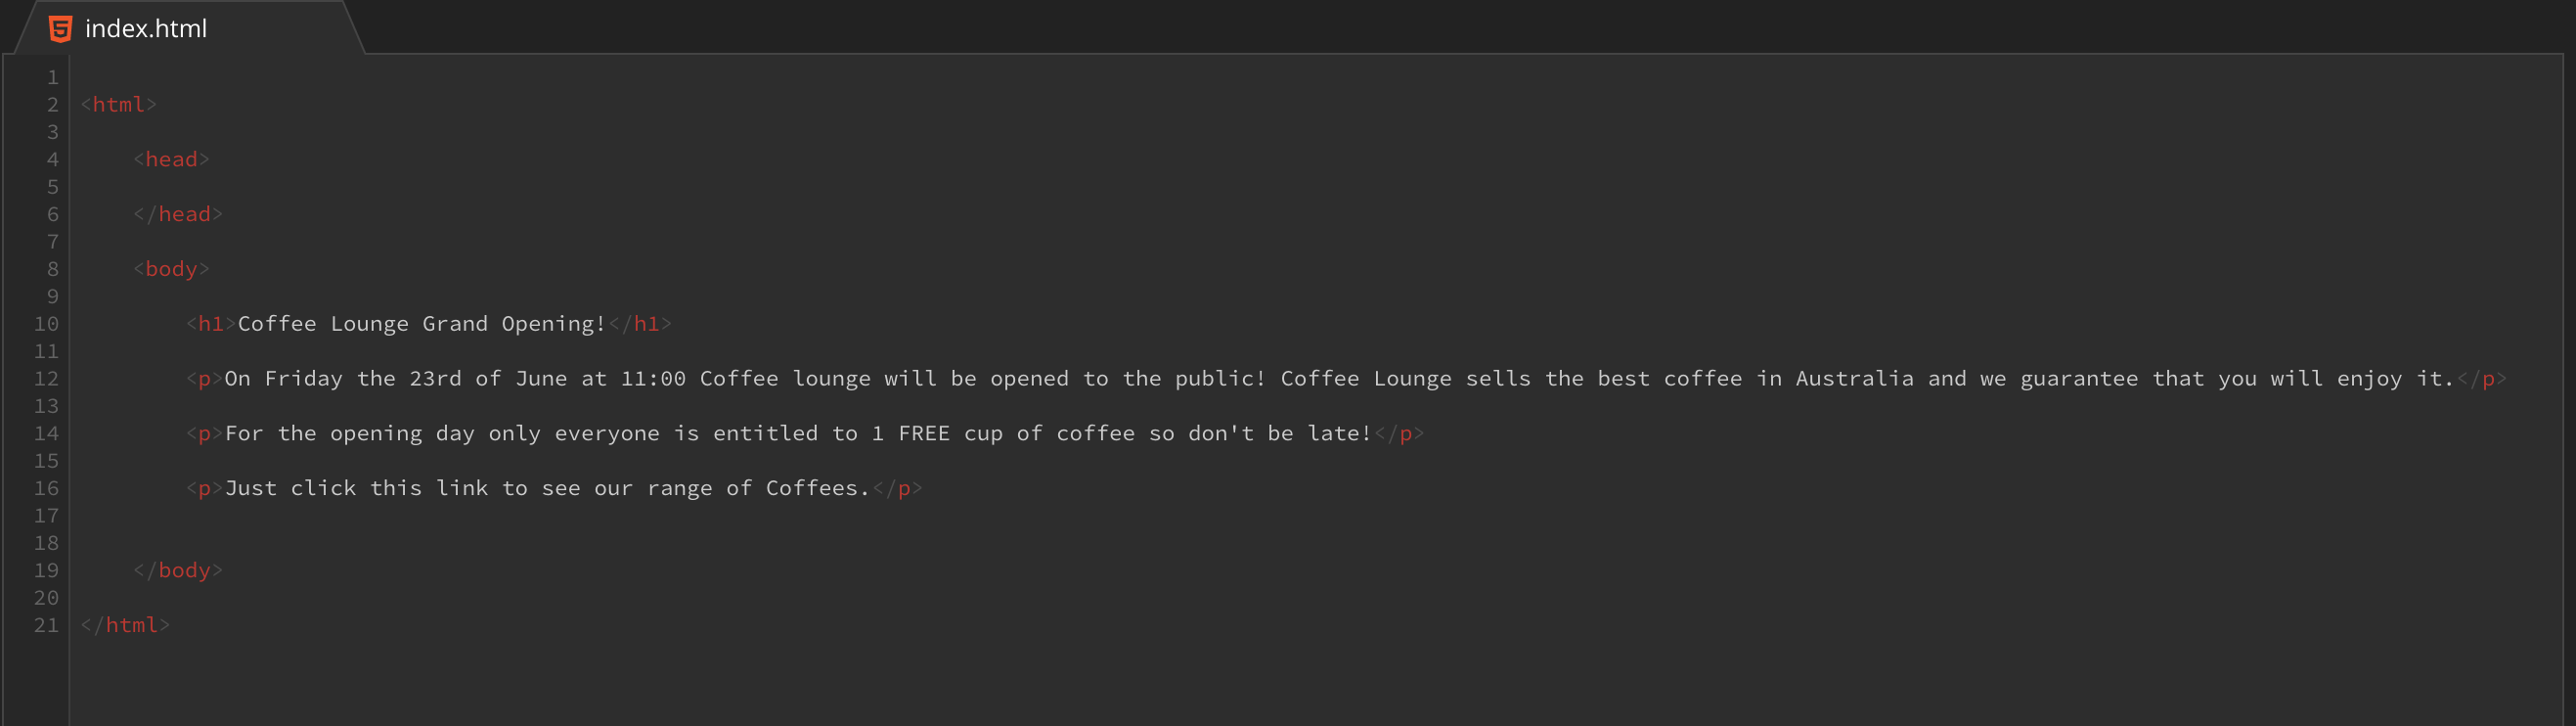 index.html
1
2 <html>
3
4 <head>
5
6 </head>
7
8 <body>
9
10 <h1>Coffee Lounge Grand Opening!</h1>
11
12 <p>On Friday the 23rd of June at 11:00 Coffee lounge will be opened to the public! Coffee Lounge sells the best coffee in Australia and we guarantee that you will enjoy it.</p>
13
14 <p>For the opening day only everyone is entitled to 1 FREE cup of coffee so don't be late!</p>
15
16 <p>Just click this link to see our range of Coffees.</p>
17
18
19 </body>
20
21 </html>